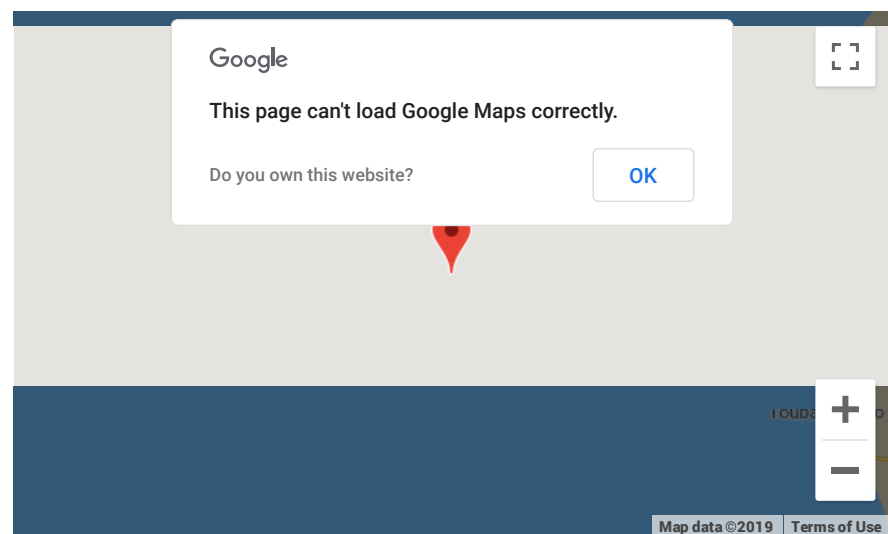 Google
This page can't load Google Maps correctly.
Do you own this website?
OK
Map data ©2019
Terms of Use